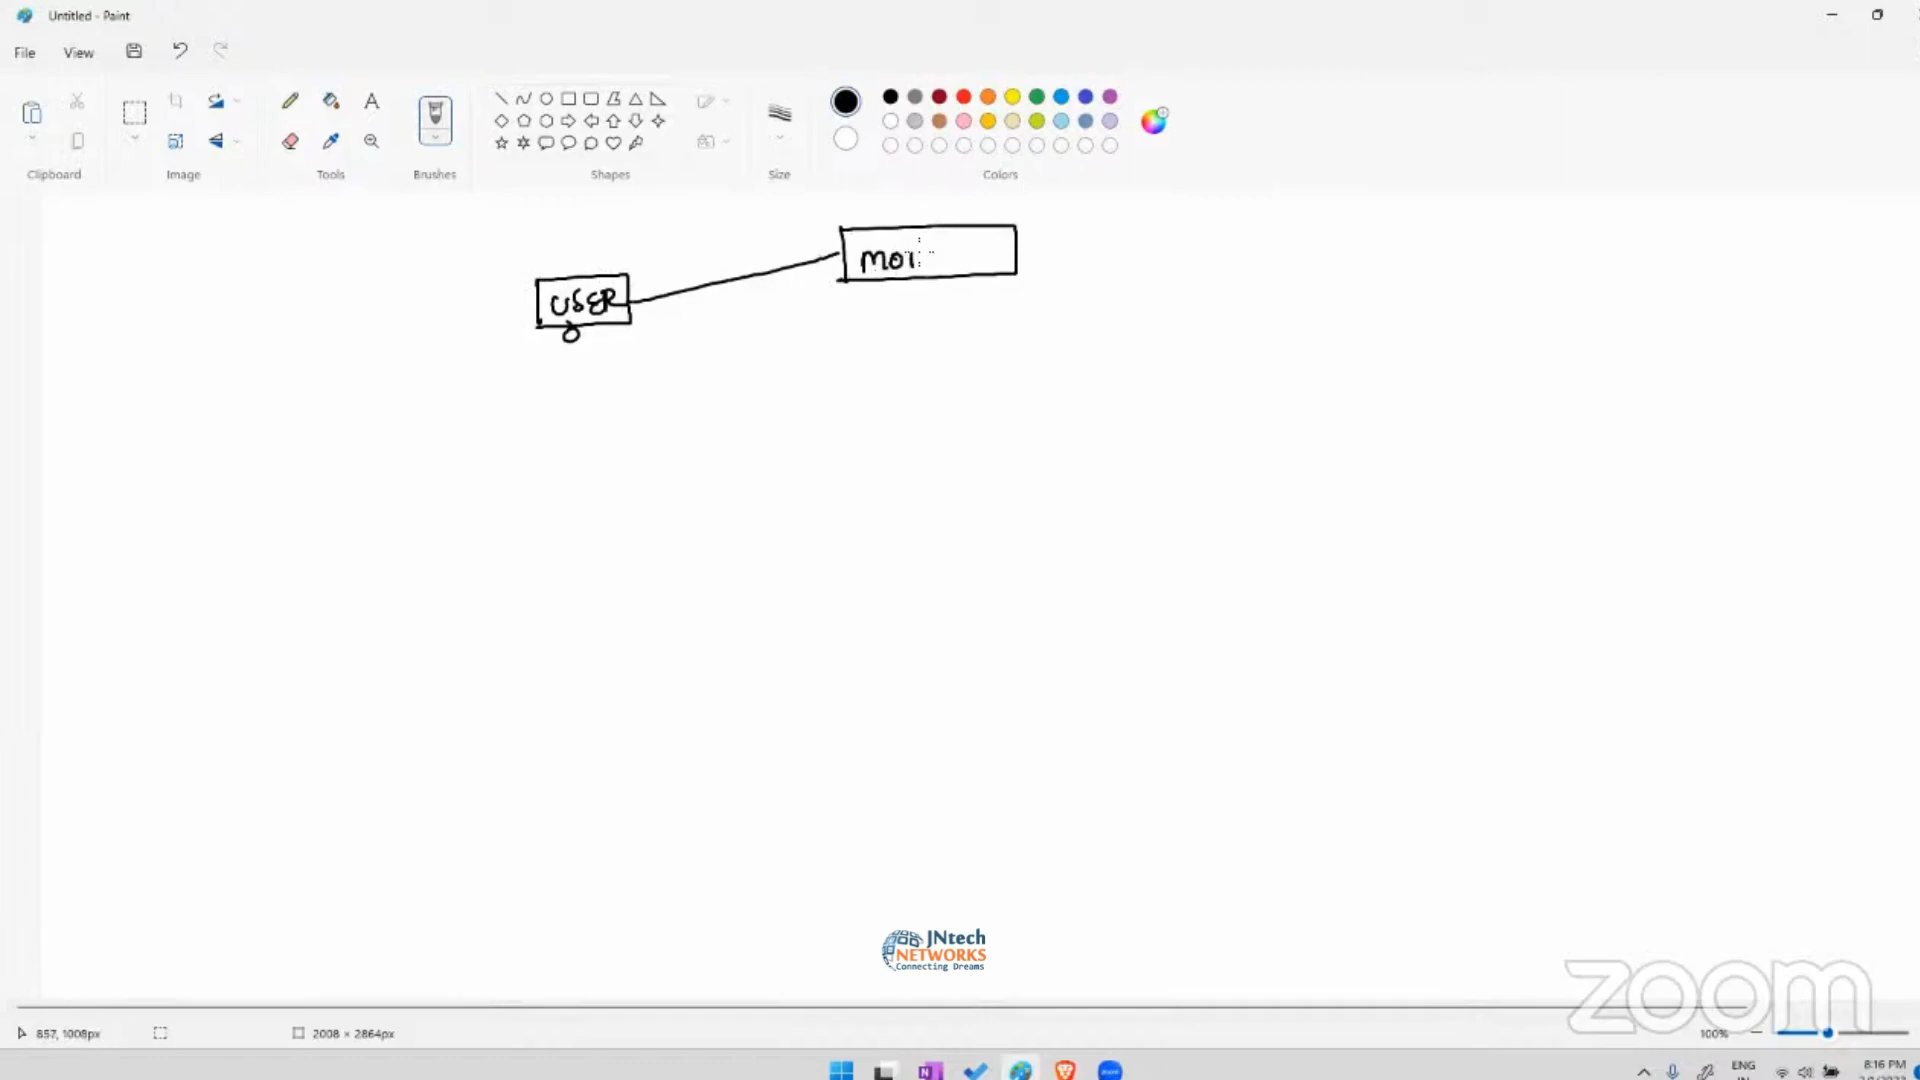 Untitled - Paint
File View
Clipboard Image Tools Brushes Shapes Size Colors
USER
JNtech
NETWORKS
Connecting Dreams
zoom
857, 1008px 2008 × 2864px 100%
ENG 8:16 PM
IN